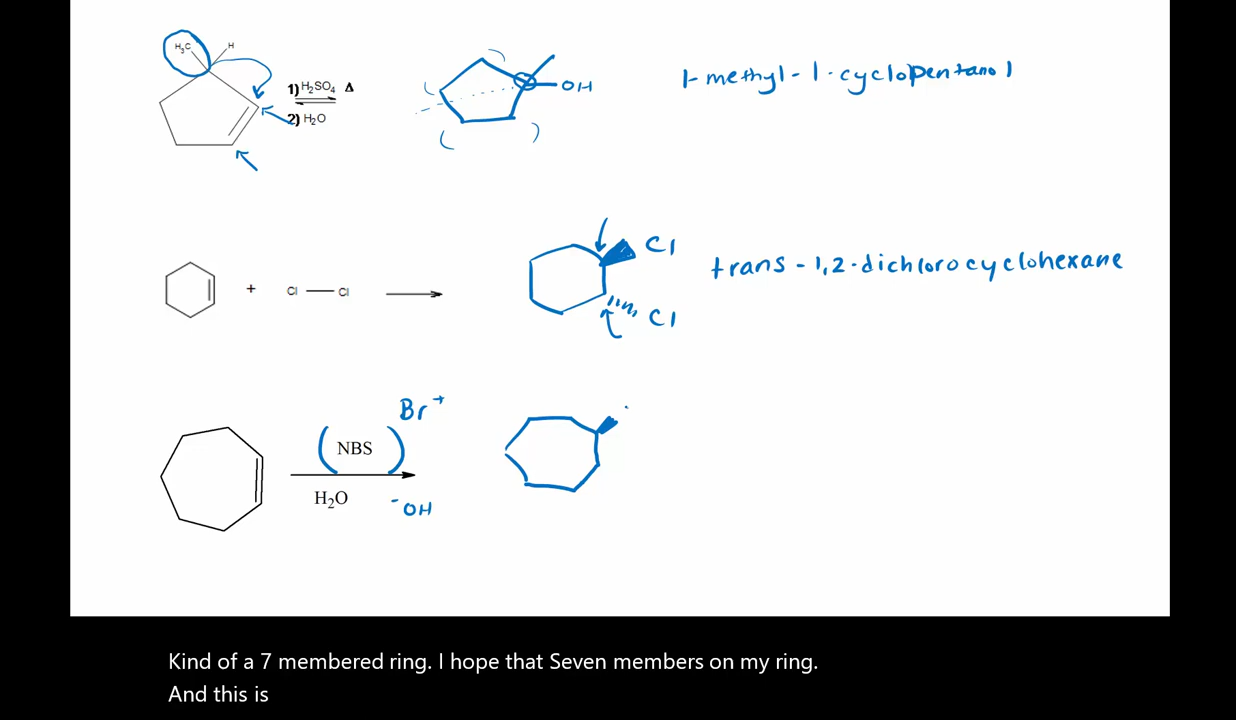 H₃C H
1) H₂SO₄ Δ
2) H₂O
OH
1-methyl-1-cyclopentanol
+ Cl Cl
Cl
Cl
trans-1,2-dichlorocyclohexane
Br⁺
(NBS)
H₂O
⁻OH
Kind of a 7 membered ring. I hope that Seven members on my ring.
And this is